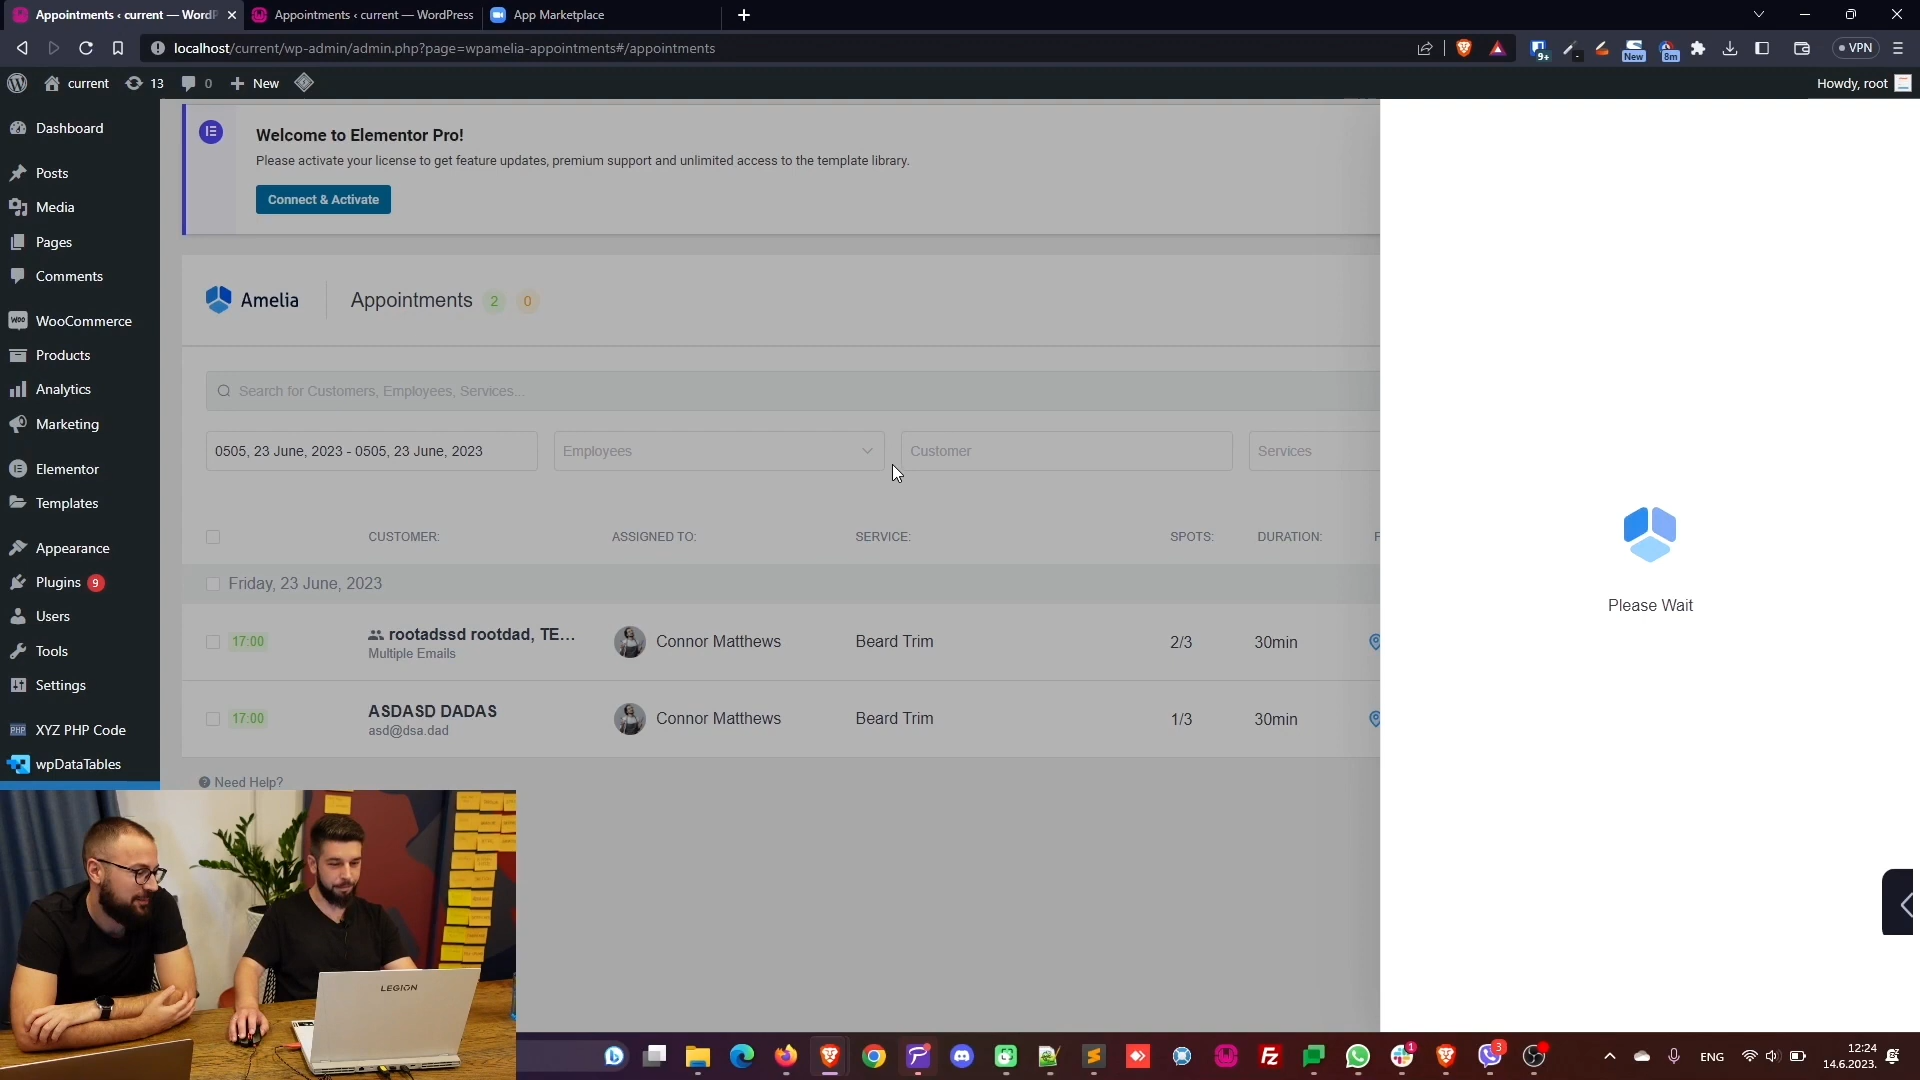 Appointments ‹ current — WordP
Appointments ‹ current — WordPress
App Marketplace
localhost/current/wp-admin/admin.php?page=wpamelia-appointments#/appointments
9+
New
8m
VPN
current
13
0
New
Howdy, root
Dashboard
Posts
Media
Pages
Comments
WooCommerce
Products
Analytics
Marketing
Elementor
Templates
Appearance
Plugins 9
Users
Tools
Settings
PHP XYZ PHP Code
wpDataTables
Welcome to Elementor Pro!
Please activate your license to get feature updates, premium support and unlimited access to the template library.
Connect & Activate
Amelia
Appointments 2 0
Search for Customers, Employees, Services...
0505, 23 June, 2023 - 0505, 23 June, 2023
Employees
Customer
Services
CUSTOMER: ASSIGNED TO: SERVICE: SPOTS: DURATION:
Friday, 23 June, 2023
17:00 rootadssd rootdad, TE... Connor Matthews Beard Trim 2/3 30min
Multiple Emails
17:00 ASDASD DADAS Connor Matthews Beard Trim 1/3 30min
asd@dsa.dad
Need Help?
Please Wait
LEGION
1
3
ENG
12:24
14.6.2023.